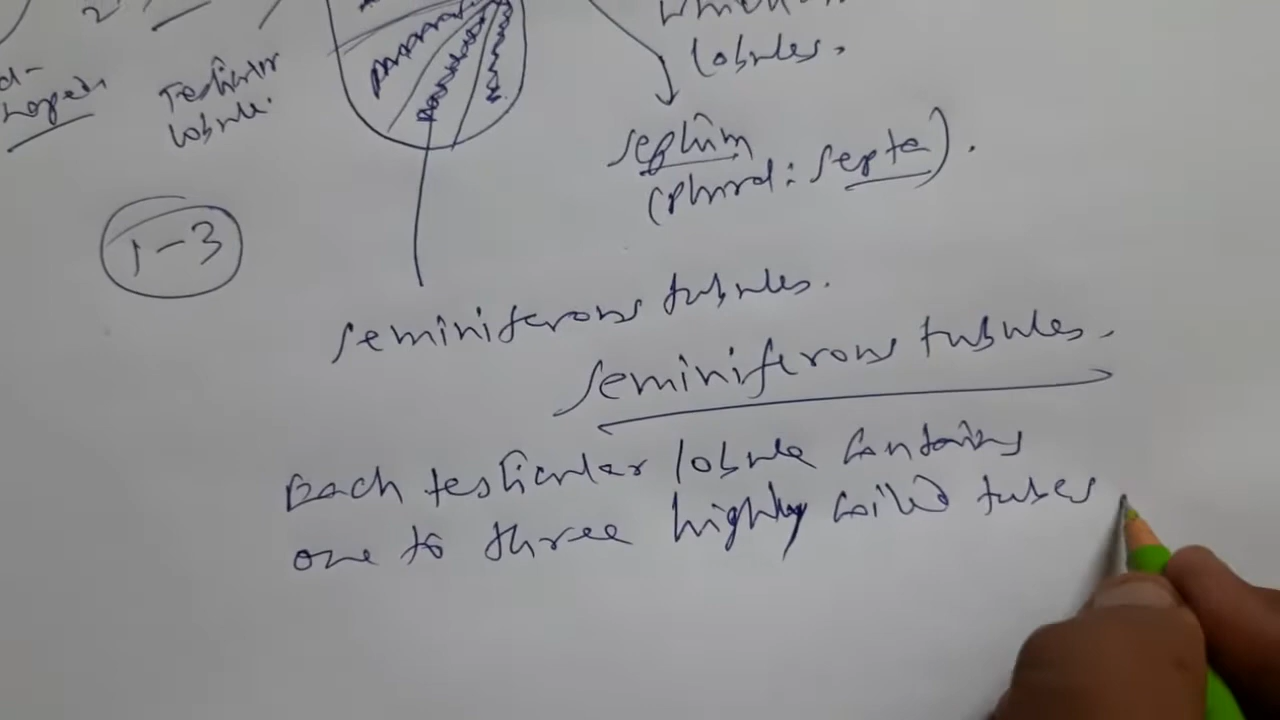 lobules.
Testicular
lobule.
septum
(plural: septa).
1-3
seminiferous tubules.
seminiferous tubules.
Each testicular lobule contains
one to three highly coiled tubes